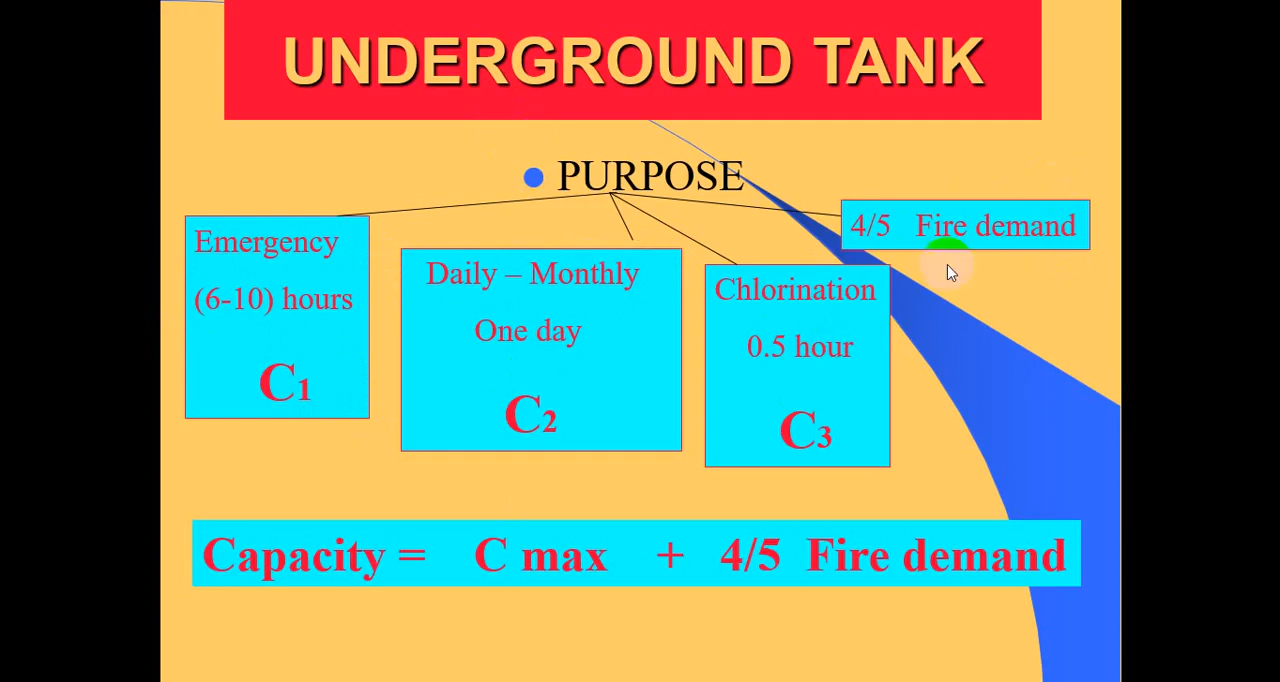 UNDERGROUND TANK
PURPOSE
Emergency
(6-10) hours
C1
Daily – Monthly
One day
C2
Chlorination
0.5 hour
C3
4/5 Fire demand
Capacity = C max + 4/5 Fire demand